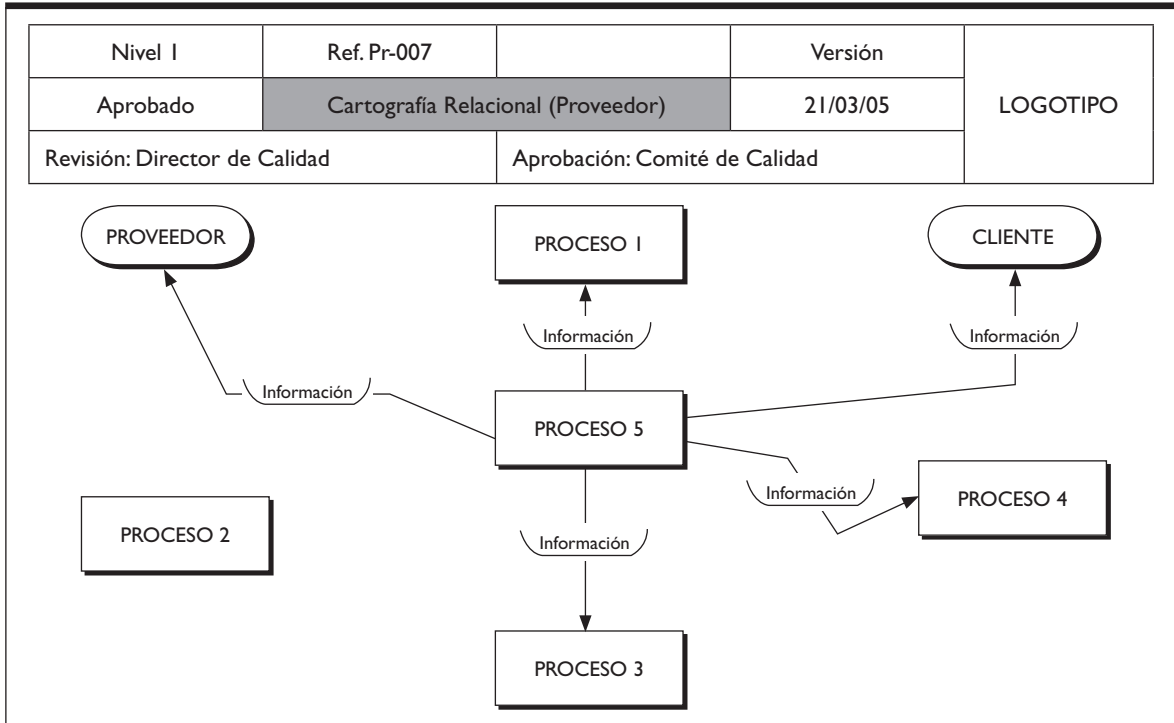 Nivel 1
Ref. Pr-007
Versión
Aprobado
Cartografía Relacional (Proveedor)
21/03/05
LOGOTIPO
Revisión: Director de Calidad
Aprobación: Comité de Calidad
PROVEEDOR
PROCESO 1
CLIENTE
Información
Información
Información
PROCESO 5
Información
PROCESO 4
PROCESO 2
Información
PROCESO 3